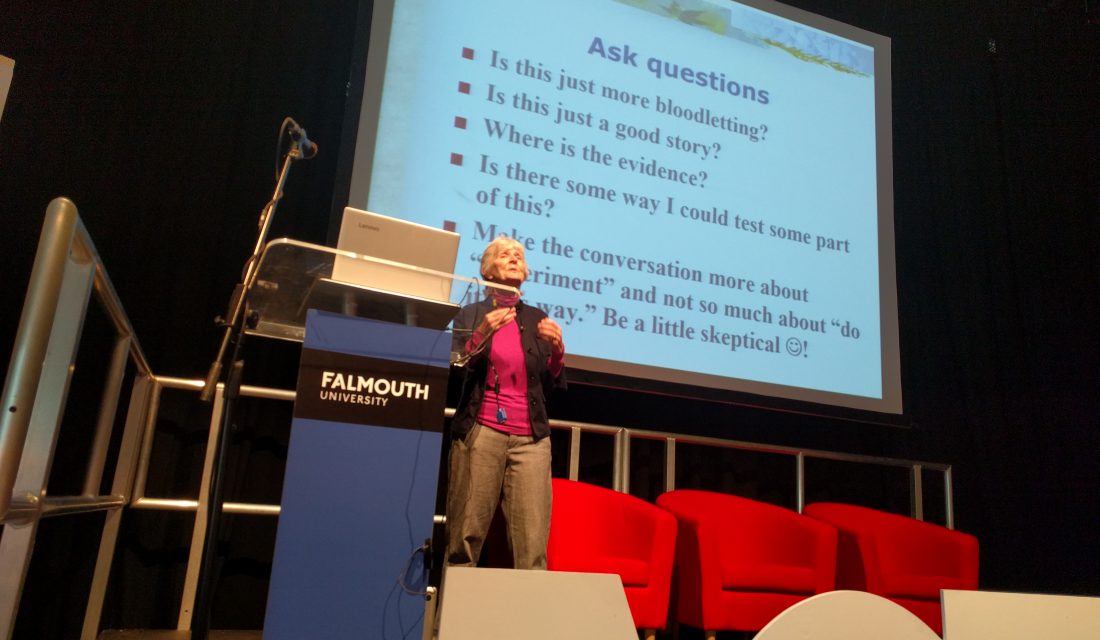 Ask questions
Is this just more bloodletting?
Is this just a good story?
Where is the evidence?
Is there some way I could test some part
of this?
the conversation more about
and not so much about “do
way.” Be a little skeptical ☺!
Lenovo
FALMOUTH
UNIVERSITY